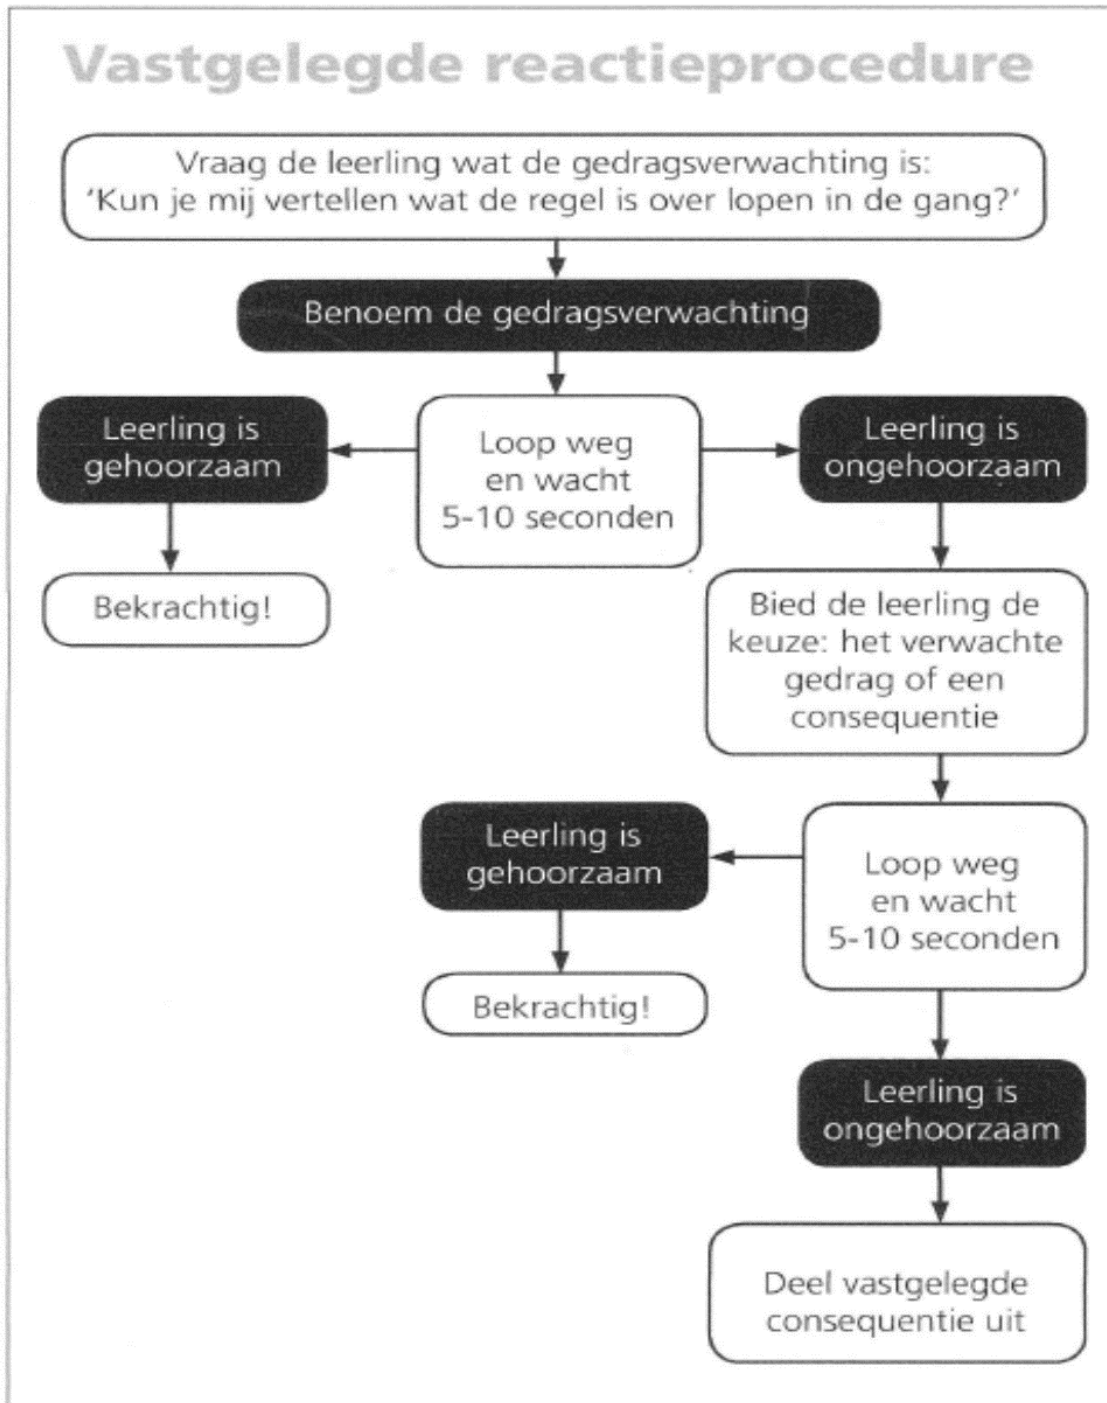 Vastgelegde reactieprocedure
Vraag de leerling wat de gedragsverwachting is:
'Kun je mij vertellen wat de regel is over lopen in de gang?'
Benoem de gedragsverwachting
Leerling is
gehoorzaam
Loop weg
en wacht
5-10 seconden
Leerling is
ongehoorzaam
Bekrachtig!
Bied de leerling de
keuze: het verwachte
gedrag of een
consequentie
Leerling is
gehoorzaam
Loop weg
en wacht
5-10 seconden
Bekrachtig!
Leerling is
ongehoorzaam
Deel vastgelegde
consequentie uit